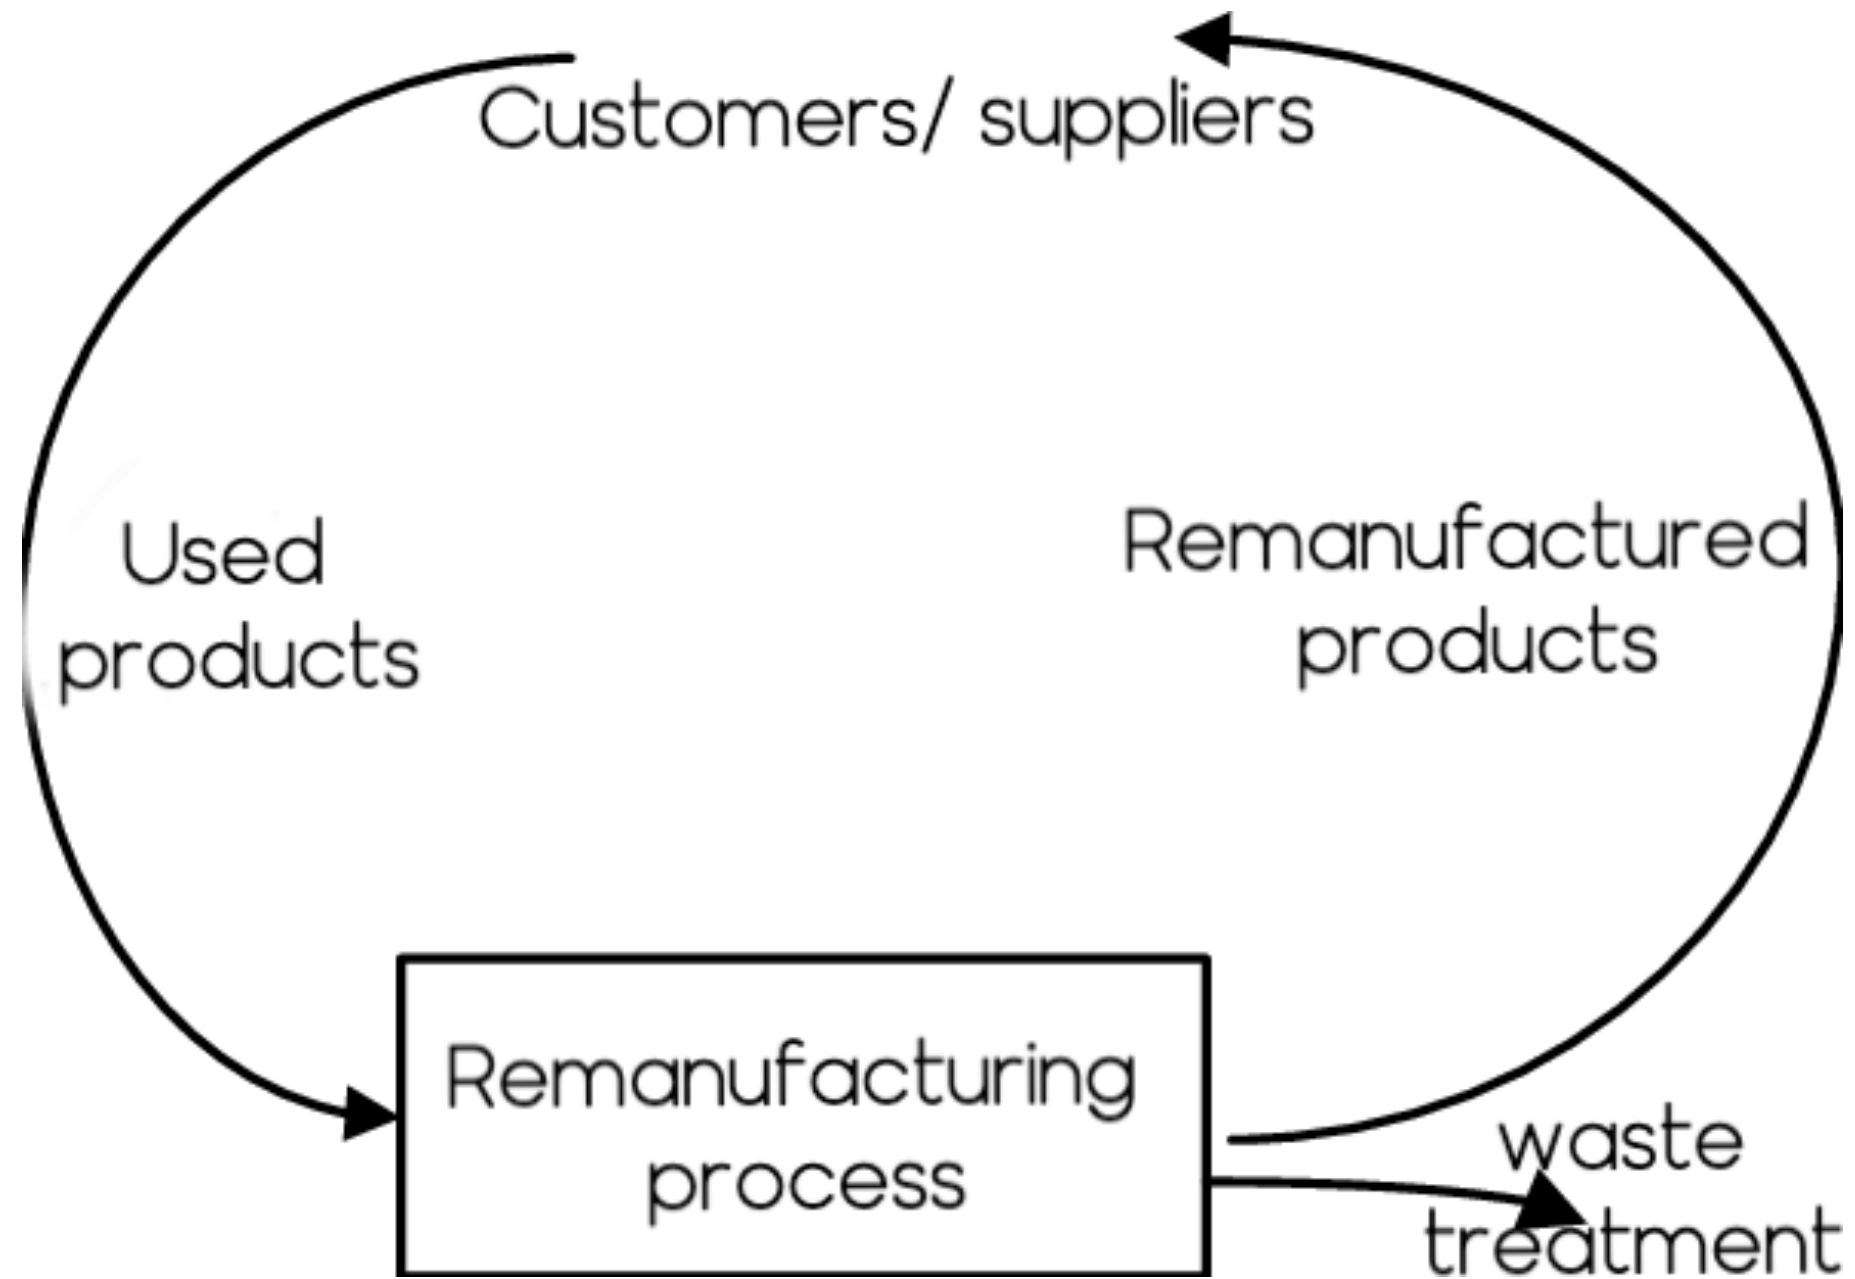 Customers/ suppliers
Used
products
Remanufactured
products
Remanufacturing
process
waste
treatment